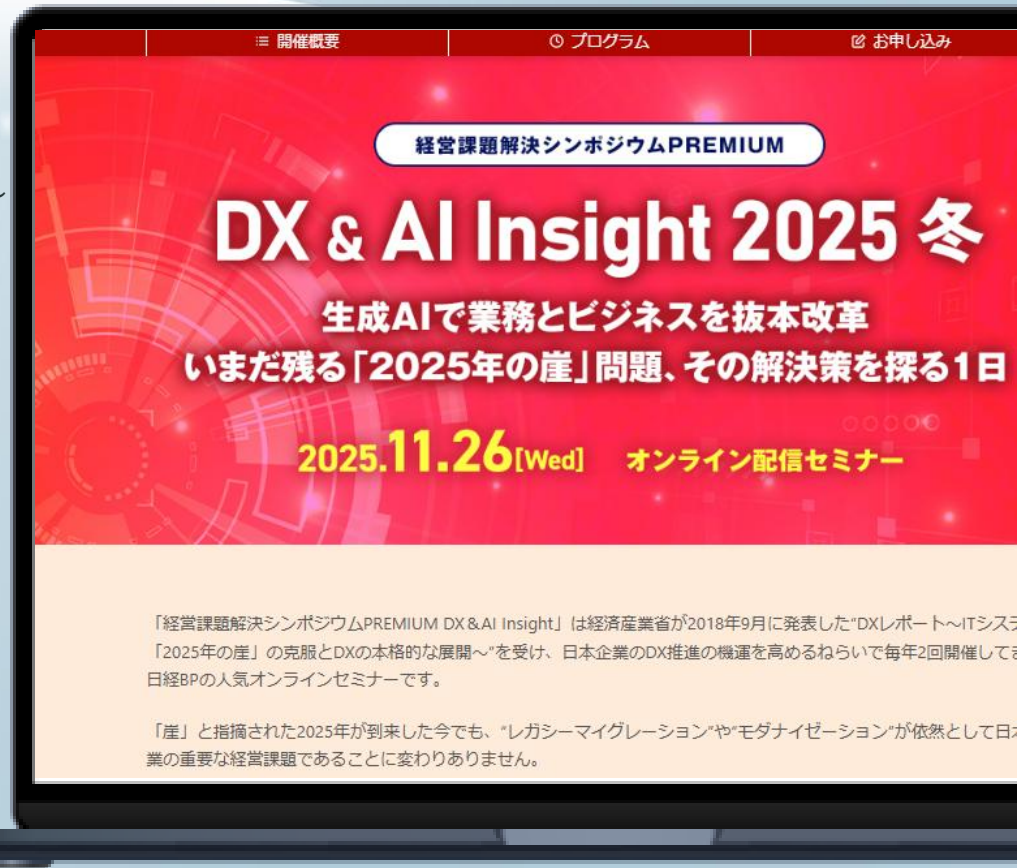 開催概要
プログラム
お申し込み
経営課題解決シンポジウムPREMIUM
DX & AI Insight 2025 冬
生成AIで業務とビジネスを抜本改革
いまだ残る「2025年の崖」問題、その解決策を探る1日
2025.11.26[Wed] オンライン配信セミナー
「経営課題解決シンポジウムPREMIUM DX&AI Insight」は経済産業省が2018年9月に発表した“DXレポート～ITシステ
「2025年の崖」の克服とDXの本格的な展開～”を受け、日本企業のDX推進の機運を高めるねらいで毎年2回開催してま
日経BPの人気オンラインセミナーです。
「崖」と指摘された2025年が到来した今でも、“レガシーマイグレーション”や“モダナイゼーション”が依然として日本
業の重要な経営課題であることに変わりありません。